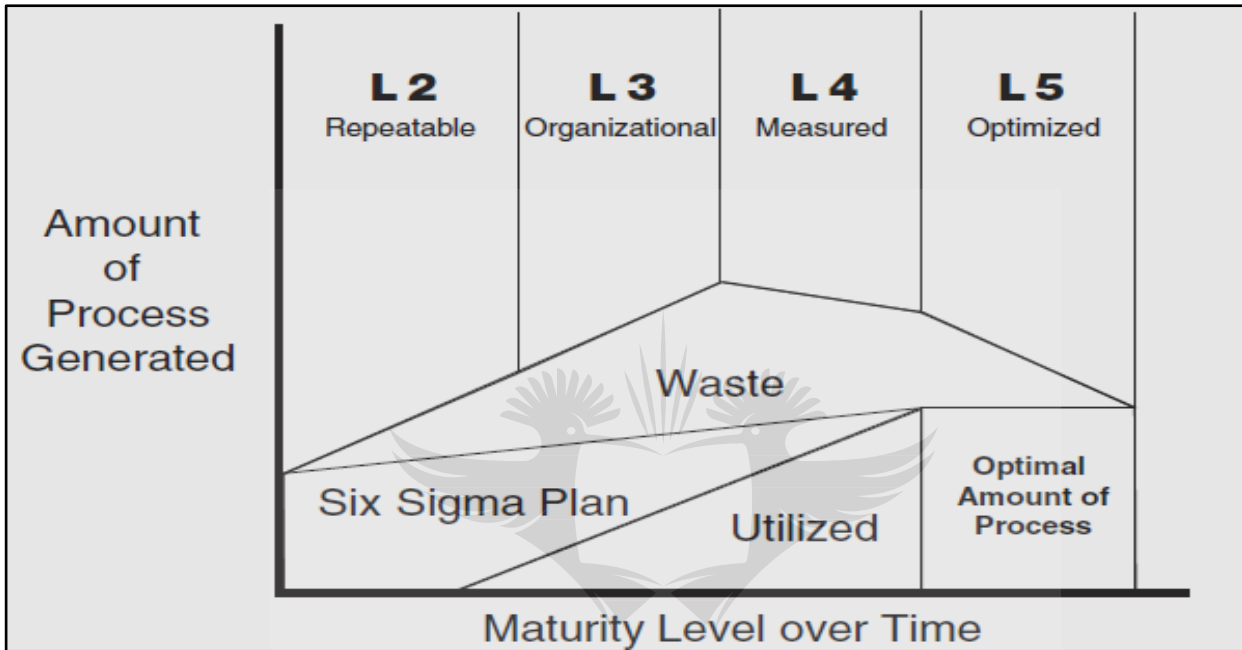 L 2
Repeatable
L 3
Organizational
L 4
Measured
L 5
Optimized
Amount
of
Process
Generated
Waste
Six Sigma Plan
Utilized
Optimal
Amount of
Process
Maturity Level over Time